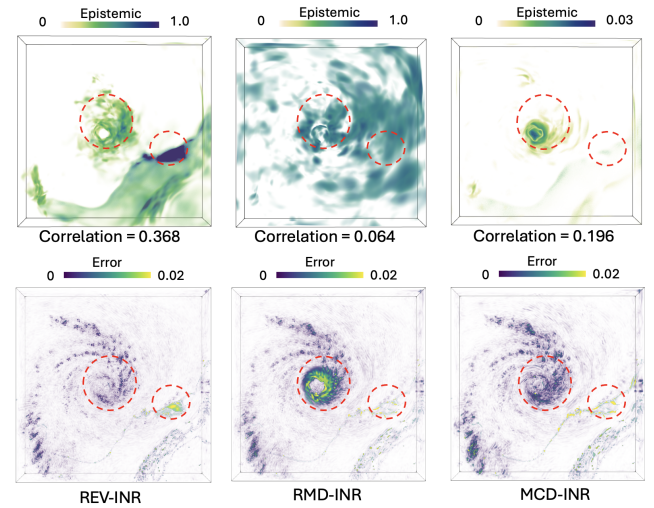 Epistemic Epistemic Epistemic
0 1.0 0 1.0 0 0.03
Correlation = 0.368 Correlation = 0.064 Correlation = 0.196
Error Error Error
0 0.02 0 0.02 0 0.02
REV-INR RMD-INR MCD-INR